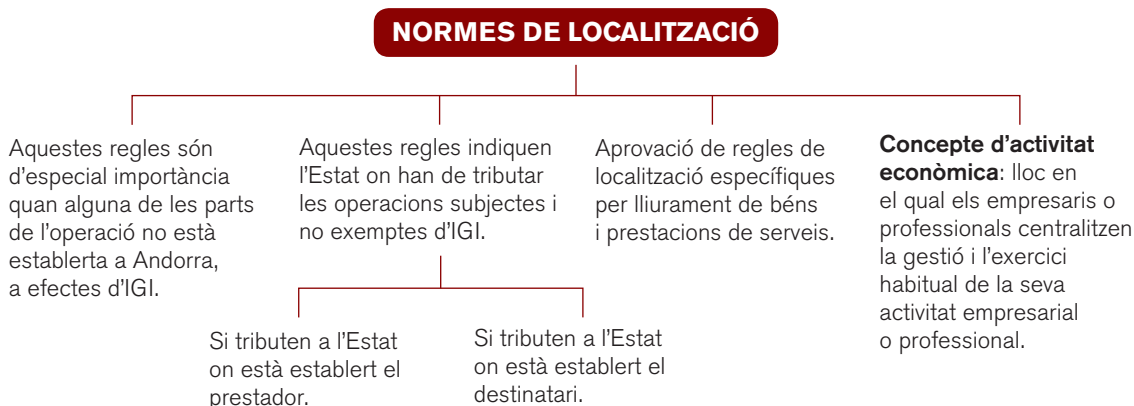 NORMES DE LOCALITZACIÓ
Aquestes regles són
d'especial importància
quan alguna de les parts
de l'operació no està
establerta a Andorra,
a efectes d'IGI.
Aquestes regles indiquen
l'Estat on han de tributar
les operacions subjectes i
no exemptes d'IGI.
Si tributen a l'Estat
on està establert el
prestador.
Si tributen a l'Estat
on està establert el
destinatari.
Aprovació de regles de
localització específiques
per lliurament de béns
i prestacions de serveis.
Concepte d'activitat
econòmica: lloc en
el qual els empresaris o
professionals centralitzen
la gestió i l'exercici
habitual de la seva
activitat empresarial
o professional.